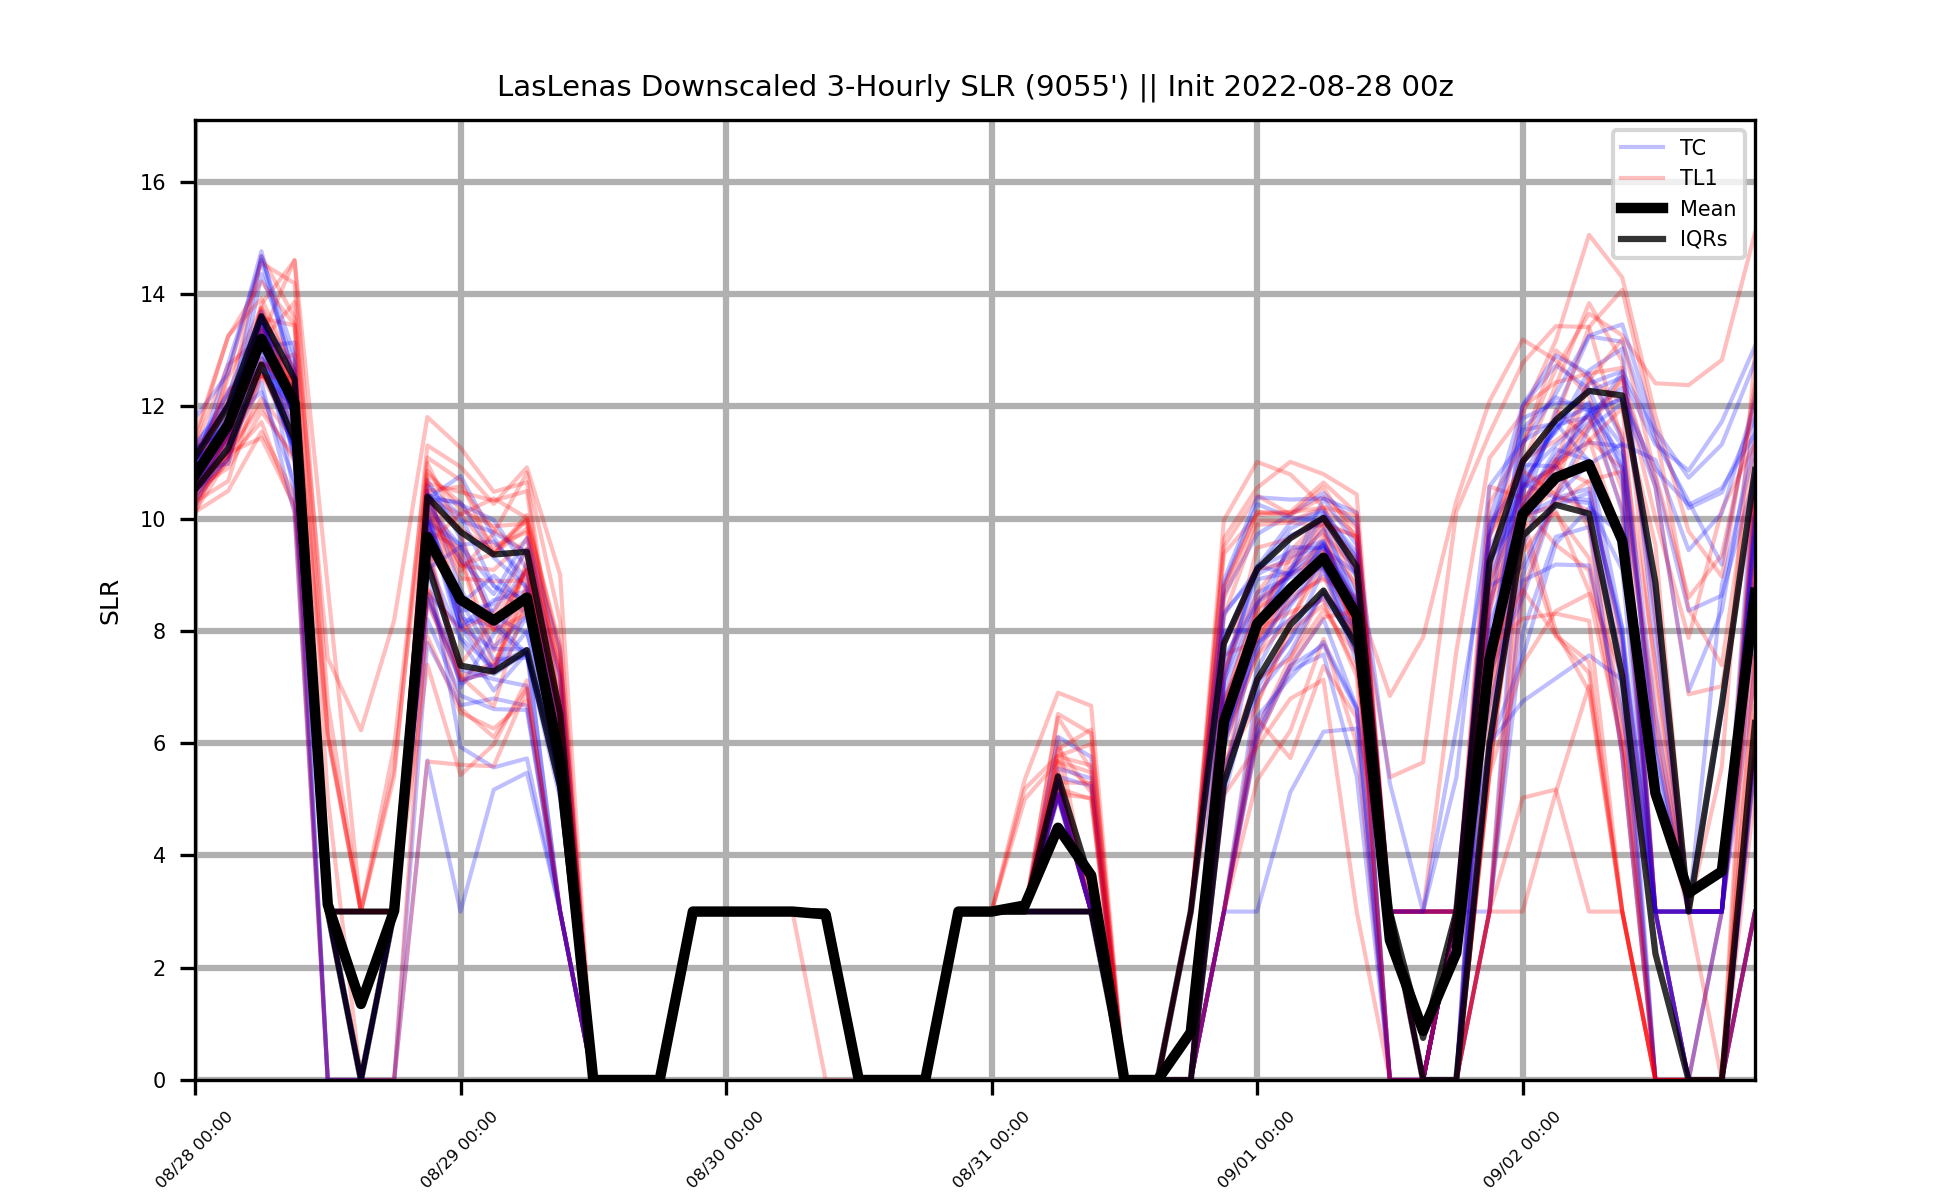 LasLenas Downscaled 3-Hourly SLR (9055') || Init 2022-08-28 00z
TC
TL1
Mean
IQRs
SLR
16
14
12
10
8
6
4
2
0
08/28 00:00
08/29 00:00
08/30 00:00
08/31 00:00
09/01 00:00
09/02 00:00